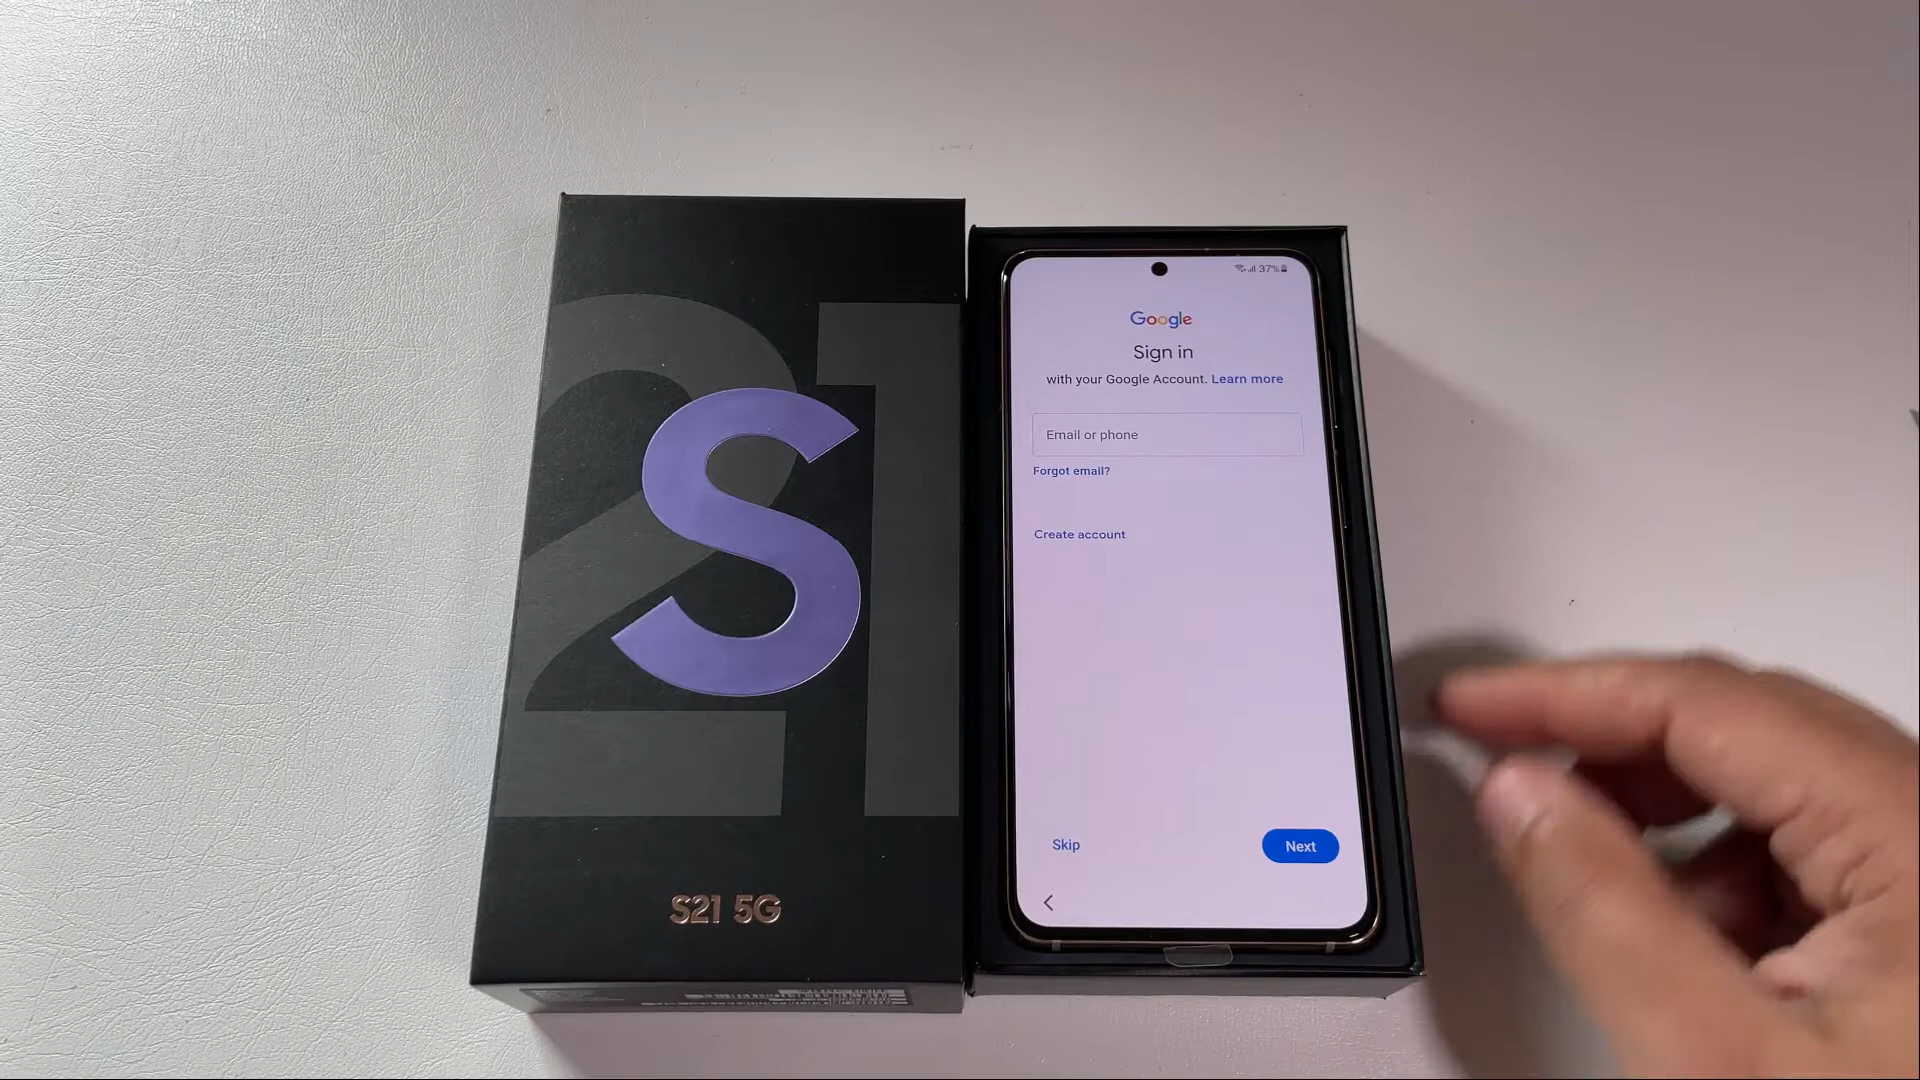 21
S
S21 5G
37%
Google
Sign in
with your Google Account. Learn more
Email or phone
Forgot email?
Create account
Skip
Next